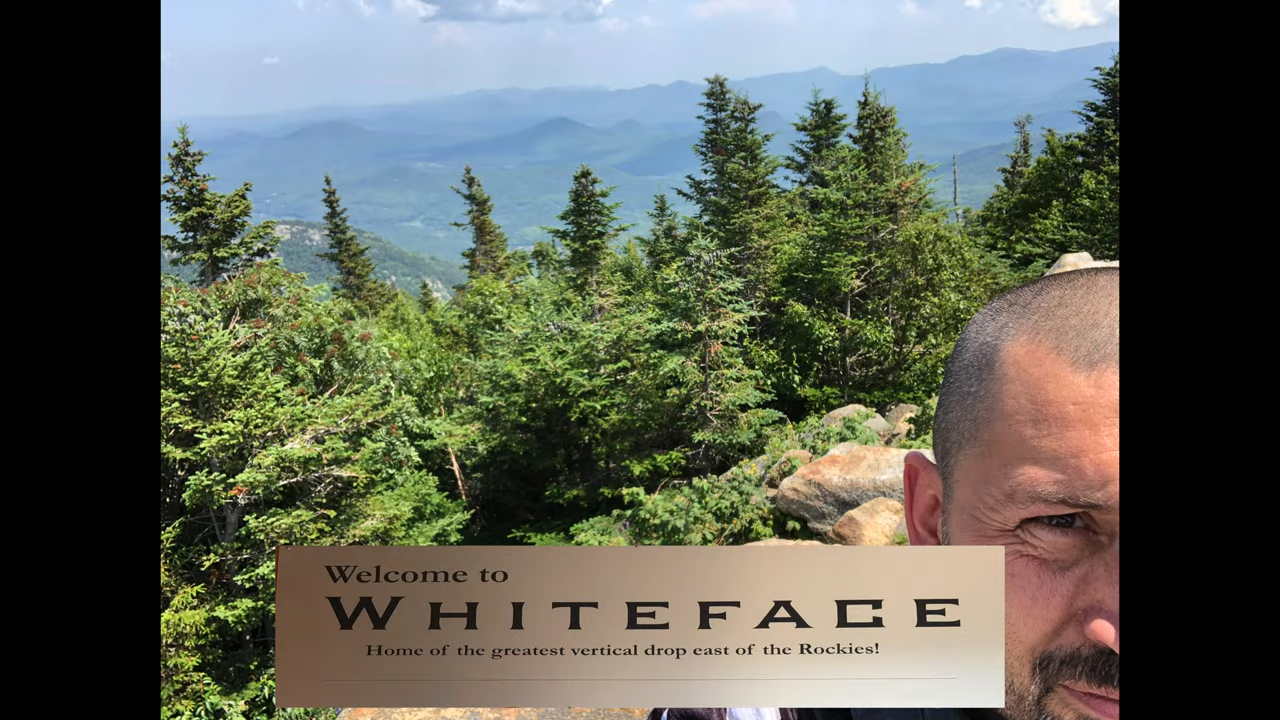 Welcome to
WHITEFACE
Home of the greatest vertical drop east of the Rockies!